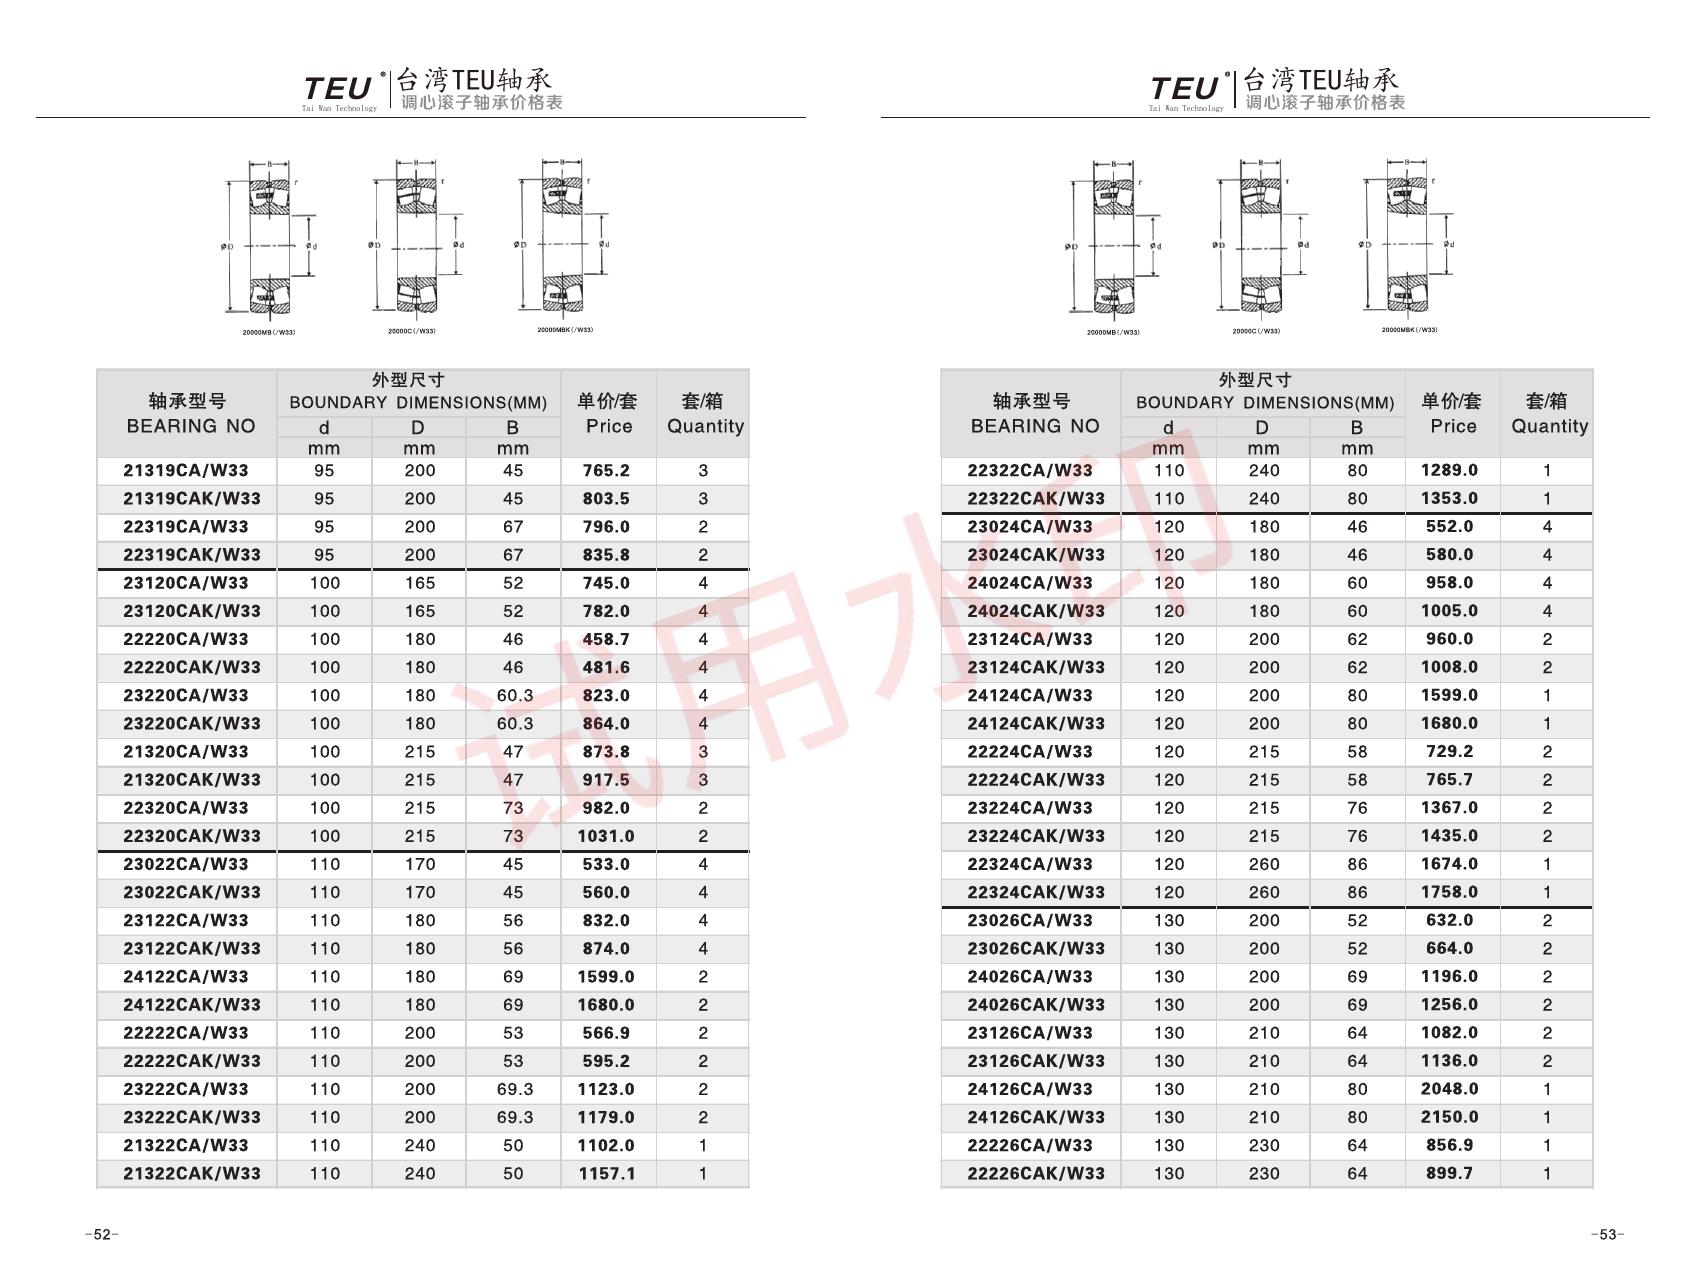 TEU® 台湾TEU轴承
Tai Wan Technology 调心滚子轴承价格表
B B B
r r r
ØD Ød ØD Ød ØD Ød
20000MB(/W33) 20000C(/W33) 20000MBK(/W33)
轴承型号 外型尺寸 单价/套 套/箱
BEARING NO BOUNDARY DIMENSIONS(MM) Price Quantity
d D B
mm mm mm
21319CA/W33 95 200 45 765.2 3
21319CAK/W33 95 200 45 803.5 3
22319CA/W33 95 200 67 796.0 2
22319CAK/W33 95 200 67 835.8 2
23120CA/W33 100 165 52 745.0 4
23120CAK/W33 100 165 52 782.0 4
22220CA/W33 100 180 46 458.7 4
22220CAK/W33 100 180 46 481.6 4
23220CA/W33 100 180 60.3 823.0 4
23220CAK/W33 100 180 60.3 864.0 4
21320CA/W33 100 215 47 873.8 3
21320CAK/W33 100 215 47 917.5 3
22320CA/W33 100 215 73 982.0 2
22320CAK/W33 100 215 73 1031.0 2
23022CA/W33 110 170 45 533.0 4
23022CAK/W33 110 170 45 560.0 4
23122CA/W33 110 180 56 832.0 4
23122CAK/W33 110 180 56 874.0 4
24122CA/W33 110 180 69 1599.0 2
24122CAK/W33 110 180 69 1680.0 2
22222CA/W33 110 200 53 566.9 2
22222CAK/W33 110 200 53 595.2 2
23222CA/W33 110 200 69.3 1123.0 2
23222CAK/W33 110 200 69.3 1179.0 2
21322CA/W33 110 240 50 1102.0 1
21322CAK/W33 110 240 50 1157.1 1
-52-
TEU® 台湾TEU轴承
Tai Wan Technology 调心滚子轴承价格表
B B B
r r r
ØD Ød ØD Ød ØD Ød
20000MB(/W33) 20000C(/W33) 20000MBK(/W33)
轴承型号 外型尺寸 单价/套 套/箱
BEARING NO BOUNDARY DIMENSIONS(MM) Price Quantity
d D B
mm mm mm
22322CA/W33 110 240 80 1289.0 1
22322CAK/W33 110 240 80 1353.0 1
23024CA/W33 120 180 46 552.0 4
23024CAK/W33 120 180 46 580.0 4
24024CA/W33 120 180 60 958.0 4
24024CAK/W33 120 180 60 1005.0 4
23124CA/W33 120 200 62 960.0 2
23124CAK/W33 120 200 62 1008.0 2
24124CA/W33 120 200 80 1599.0 1
24124CAK/W33 120 200 80 1680.0 1
22224CA/W33 120 215 58 729.2 2
22224CAK/W33 120 215 58 765.7 2
23224CA/W33 120 215 76 1367.0 2
23224CAK/W33 120 215 76 1435.0 2
22324CA/W33 120 260 86 1674.0 1
22324CAK/W33 120 260 86 1758.0 1
23026CA/W33 130 200 52 632.0 2
23026CAK/W33 130 200 52 664.0 2
24026CA/W33 130 200 69 1196.0 2
24026CAK/W33 130 200 69 1256.0 2
23126CA/W33 130 210 64 1082.0 2
23126CAK/W33 130 210 64 1136.0 2
24126CA/W33 130 210 80 2048.0 1
24126CAK/W33 130 210 80 2150.0 1
22226CA/W33 130 230 64 856.9 1
22226CAK/W33 130 230 64 899.7 1
-53-
试用水印